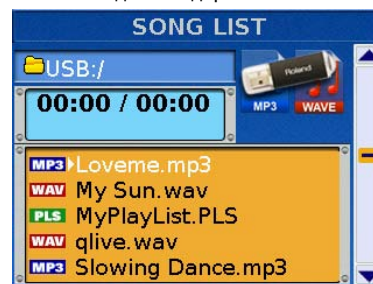 SONG LIST
USB:/
00:00 / 00:00
Roland
MP3 WAVE
MP3 Loveme.mp3
WAV My Sun.wav
PLS MyPlayList.PLS
WAV qlive.wav
MP3 Slowing Dance.mp3